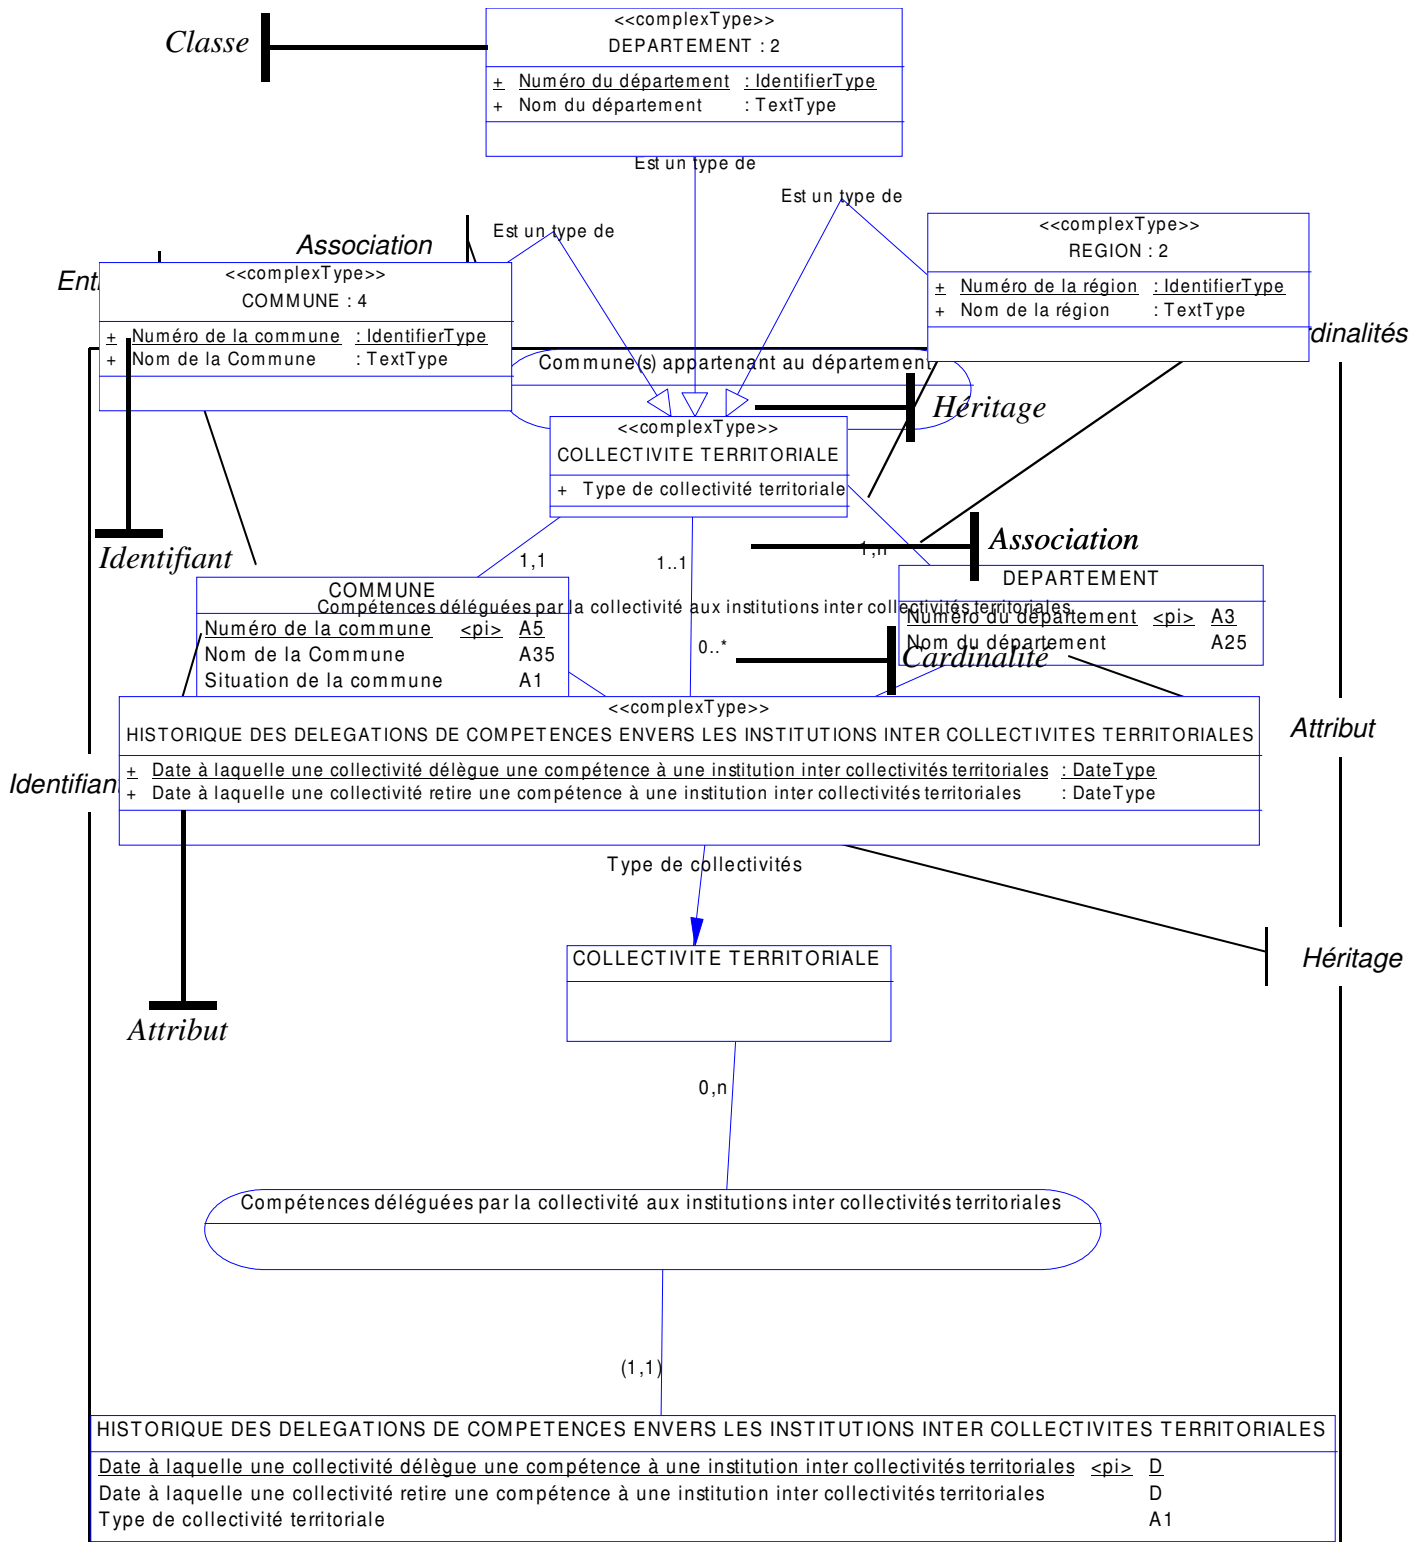 <<complexType>>
Classe
DEPARTEMENT : 2
+ Numéro du département : IdentifierType
+ Nom du département : TextType
Est un type de
Est un type de
Est un type de
<<complexType>>
REGION : 2
+ Numéro de la région : IdentifierType
+ Nom de la région : TextType
Association
Enti
<<complexType>>
COMMUNE : 4
+ Numéro de la commune : IdentifierType
+ Nom de la Commune : TextType
dinalités
Commune(s) appartenant au département
Héritage
<<complexType>>
COLLECTIVITE TERRITORIALE
+ Type de collectivité territoriale
Identifiant
Association
1,1
1..1
1,n
COMMUNE
Numéro de la commune <pi> A5
Nom de la Commune A35
Situation de la commune A1
Compétences déléguées par la collectivité aux institutions inter collectivités territoriales
DEPARTEMENT
Numéro du département <pi> A3
Nom du département A25
0..*
Cardinalité
<<complexType>>
HISTORIQUE DES DELEGATIONS DE COMPETENCES ENVERS LES INSTITUTIONS INTER COLLECTIVITES TERRITORIALES
+ Date à laquelle une collectivité délègue une compétence à une institution inter collectivités territoriales : DateType
+ Date à laquelle une collectivité retire une compétence à une institution inter collectivités territoriales : DateType
Attribut
Identifian
Type de collectivités
COLLECTIVITE TERRITORIALE
Héritage
Attribut
0,n
Compétences déléguées par la collectivité aux institutions inter collectivités territoriales
(1,1)
HISTORIQUE DES DELEGATIONS DE COMPETENCES ENVERS LES INSTITUTIONS INTER COLLECTIVITES TERRITORIALES
Date à laquelle une collectivité délègue une compétence à une institution inter collectivités territoriales <pi> D
Date à laquelle une collectivité retire une compétence à une institution inter collectivités territoriales D
Type de collectivité territoriale A1